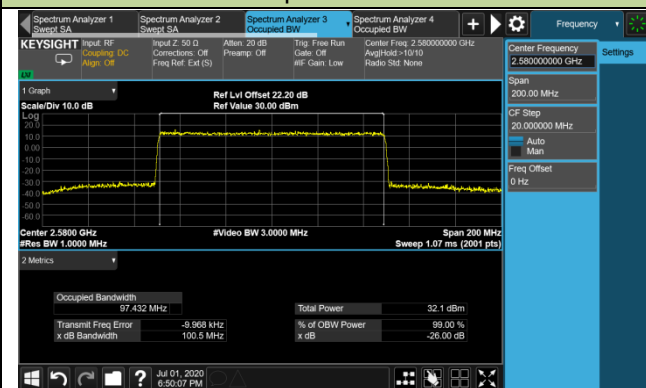 Spectrum Analyzer 1
Swept SA
Spectrum Analyzer 2
Swept SA
Spectrum Analyzer 3
Occupied BW
Spectrum Analyzer 4
Occupied BW
Frequency
KEYSIGHT
Input: RF
Coupling: DC
Align: Off
Input Z: 50 Ω
Corrections: Off
Freq Ref: Ext (S)
Atten: 20 dB
Preamp: Off
Trig: Free Run
Gate: Off
#IF Gain: Low
Center Freq: 2.580000000 GHz
Avg|Hold:>10/10
Radio Std: None
Center Frequency
2.580000000 GHz
Settings
Span
200.00 MHz
CF Step
20.000000 MHz
Auto
Man
Freq Offset
0 Hz
1 Graph
Scale/Div 10.0 dB
Ref Lvl Offset 22.20 dB
Ref Value 30.00 dBm
Log
20.0
10.0
0.00
-10.0
-20.0
-30.0
-40.0
-50.0
-60.0
Center 2.5800 GHz
#Res BW 1.0000 MHz
#Video BW 3.0000 MHz
Span 200 MHz
Sweep 1.07 ms (2001 pts)
2 Metrics
Occupied Bandwidth
97.432 MHz
Total Power 32.1 dBm
Transmit Freq Error -9.968 kHz
% of OBW Power 99.00 %
x dB Bandwidth 100.5 MHz
x dB -26.00 dB
Jul 01, 2020
6:50:07 PM